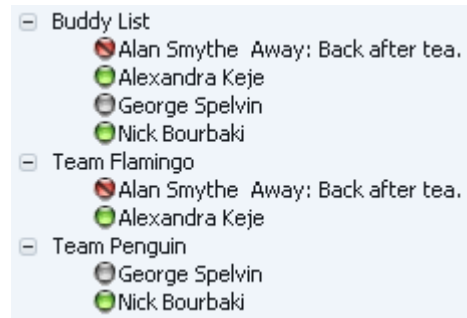 Buddy List
Alan Smythe Away: Back after tea.
Alexandra Keje
George Spelvin
Nick Bourbaki
Team Flamingo
Alan Smythe Away: Back after tea.
Alexandra Keje
Team Penguin
George Spelvin
Nick Bourbaki